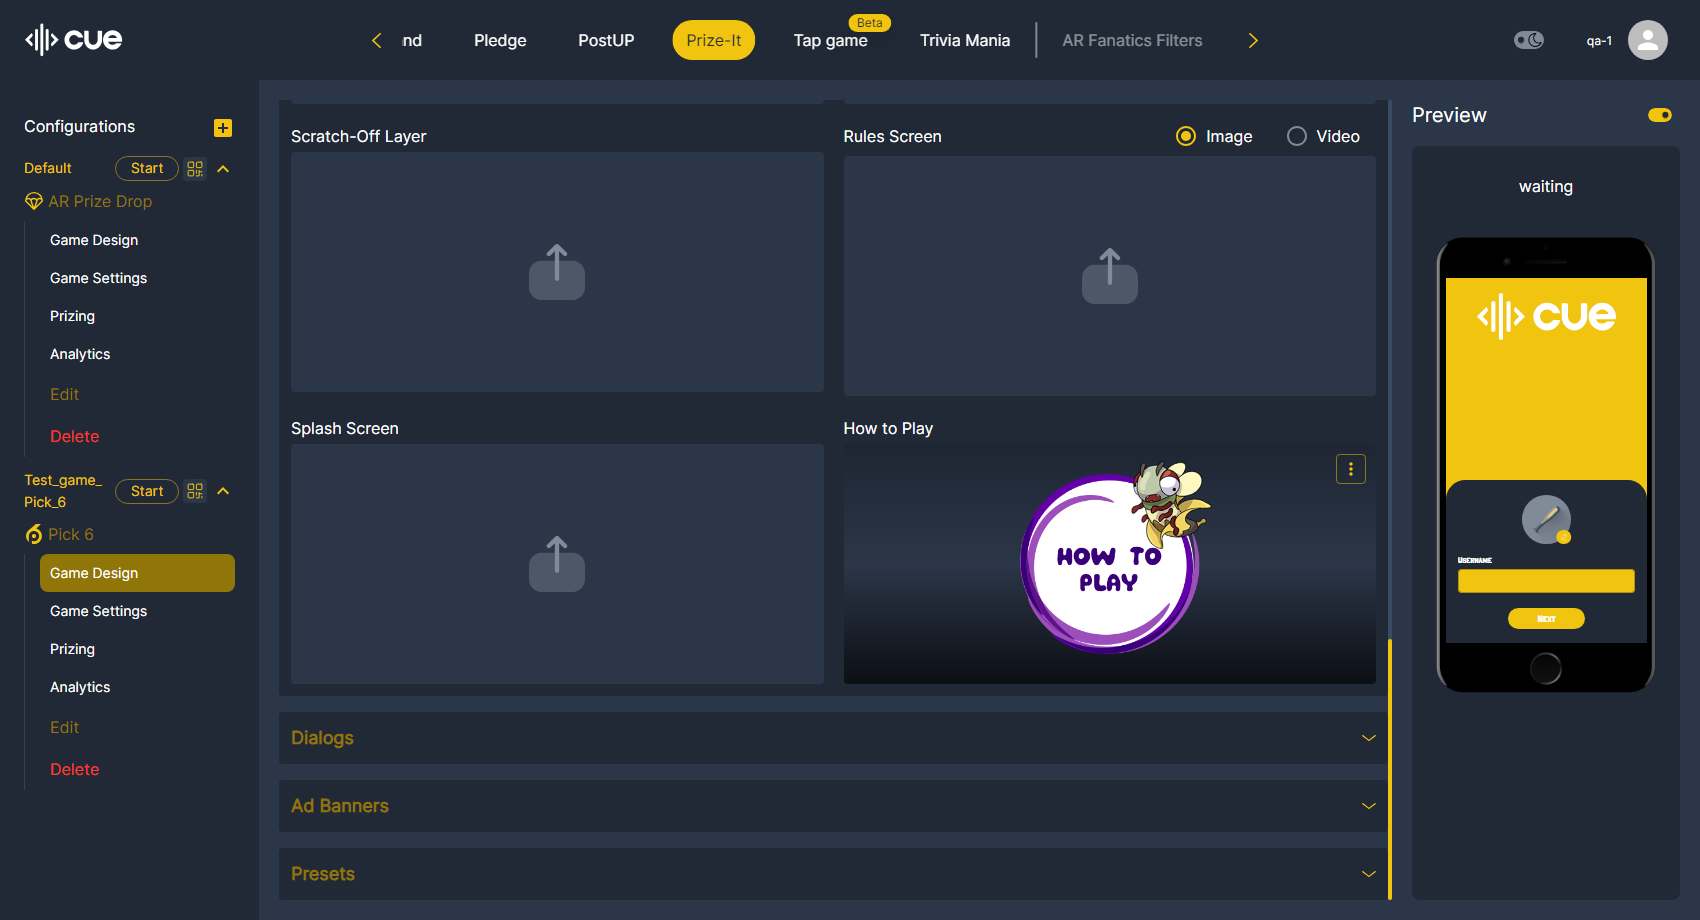 cue
nd
Pledge
PostUP
Prize-It
Beta
Tap game
Trivia Mania
AR Fanatics Filters
qa-1
Configurations
Default
Start
AR Prize Drop
Game Design
Game Settings
Prizing
Analytics
Edit
Delete
Test_game_
Pick_6
Start
Pick 6
Game Design
Game Settings
Prizing
Analytics
Edit
Delete
Scratch-Off Layer
Rules Screen
Image
Video
Splash Screen
How to Play
HOW TO
PLAY
Dialogs
Ad Banners
Presets
Preview
waiting
cue
Username
Next